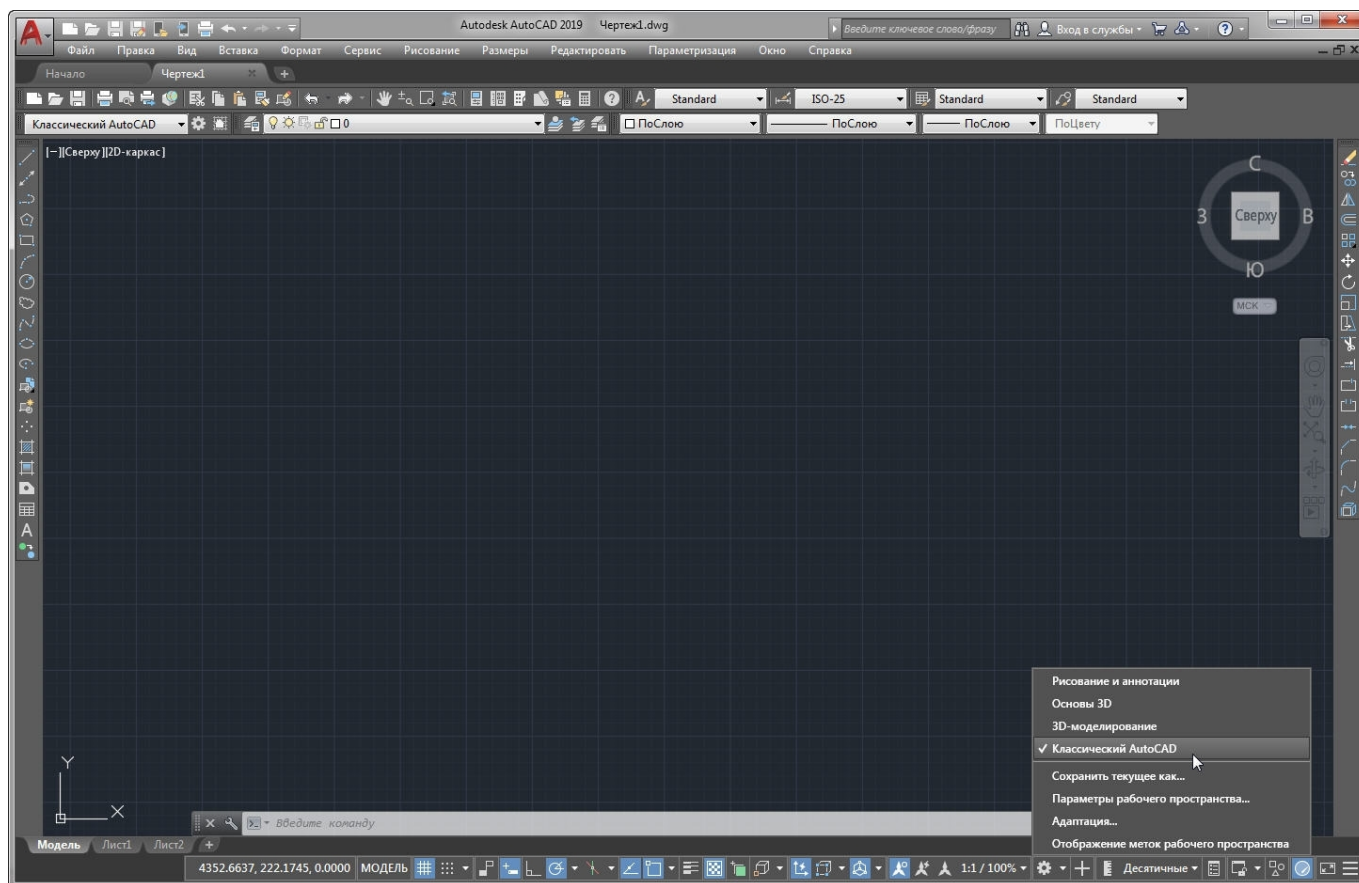 Autodesk AutoCAD 2019 Чертеж1.dwg Введите ключевое слово/фразу Вход в службы
Файл Правка Вид Вставка Формат Сервис Рисование Размеры Редактировать Параметризация Окно Справка
Начало Чертеж1
Standard ISO-25 Standard Standard
Классический AutoCAD 0 ПоСлою ПоСлою ПоСлою ПоЦвету
[−][Сверху][2D-каркас]
С
З Сверху В
Ю
МСК
A
Рисование и аннотации
Основы 3D
3D-моделирование
✓ Классический AutoCAD
Сохранить текущее как...
Параметры рабочего пространства...
Адаптация...
Отображение меток рабочего пространства
Y
X
Введите команду
Модель Лист1 Лист2 +
4352.6637, 222.1745, 0.0000 МОДЕЛЬ 1:1 / 100% Десятичные